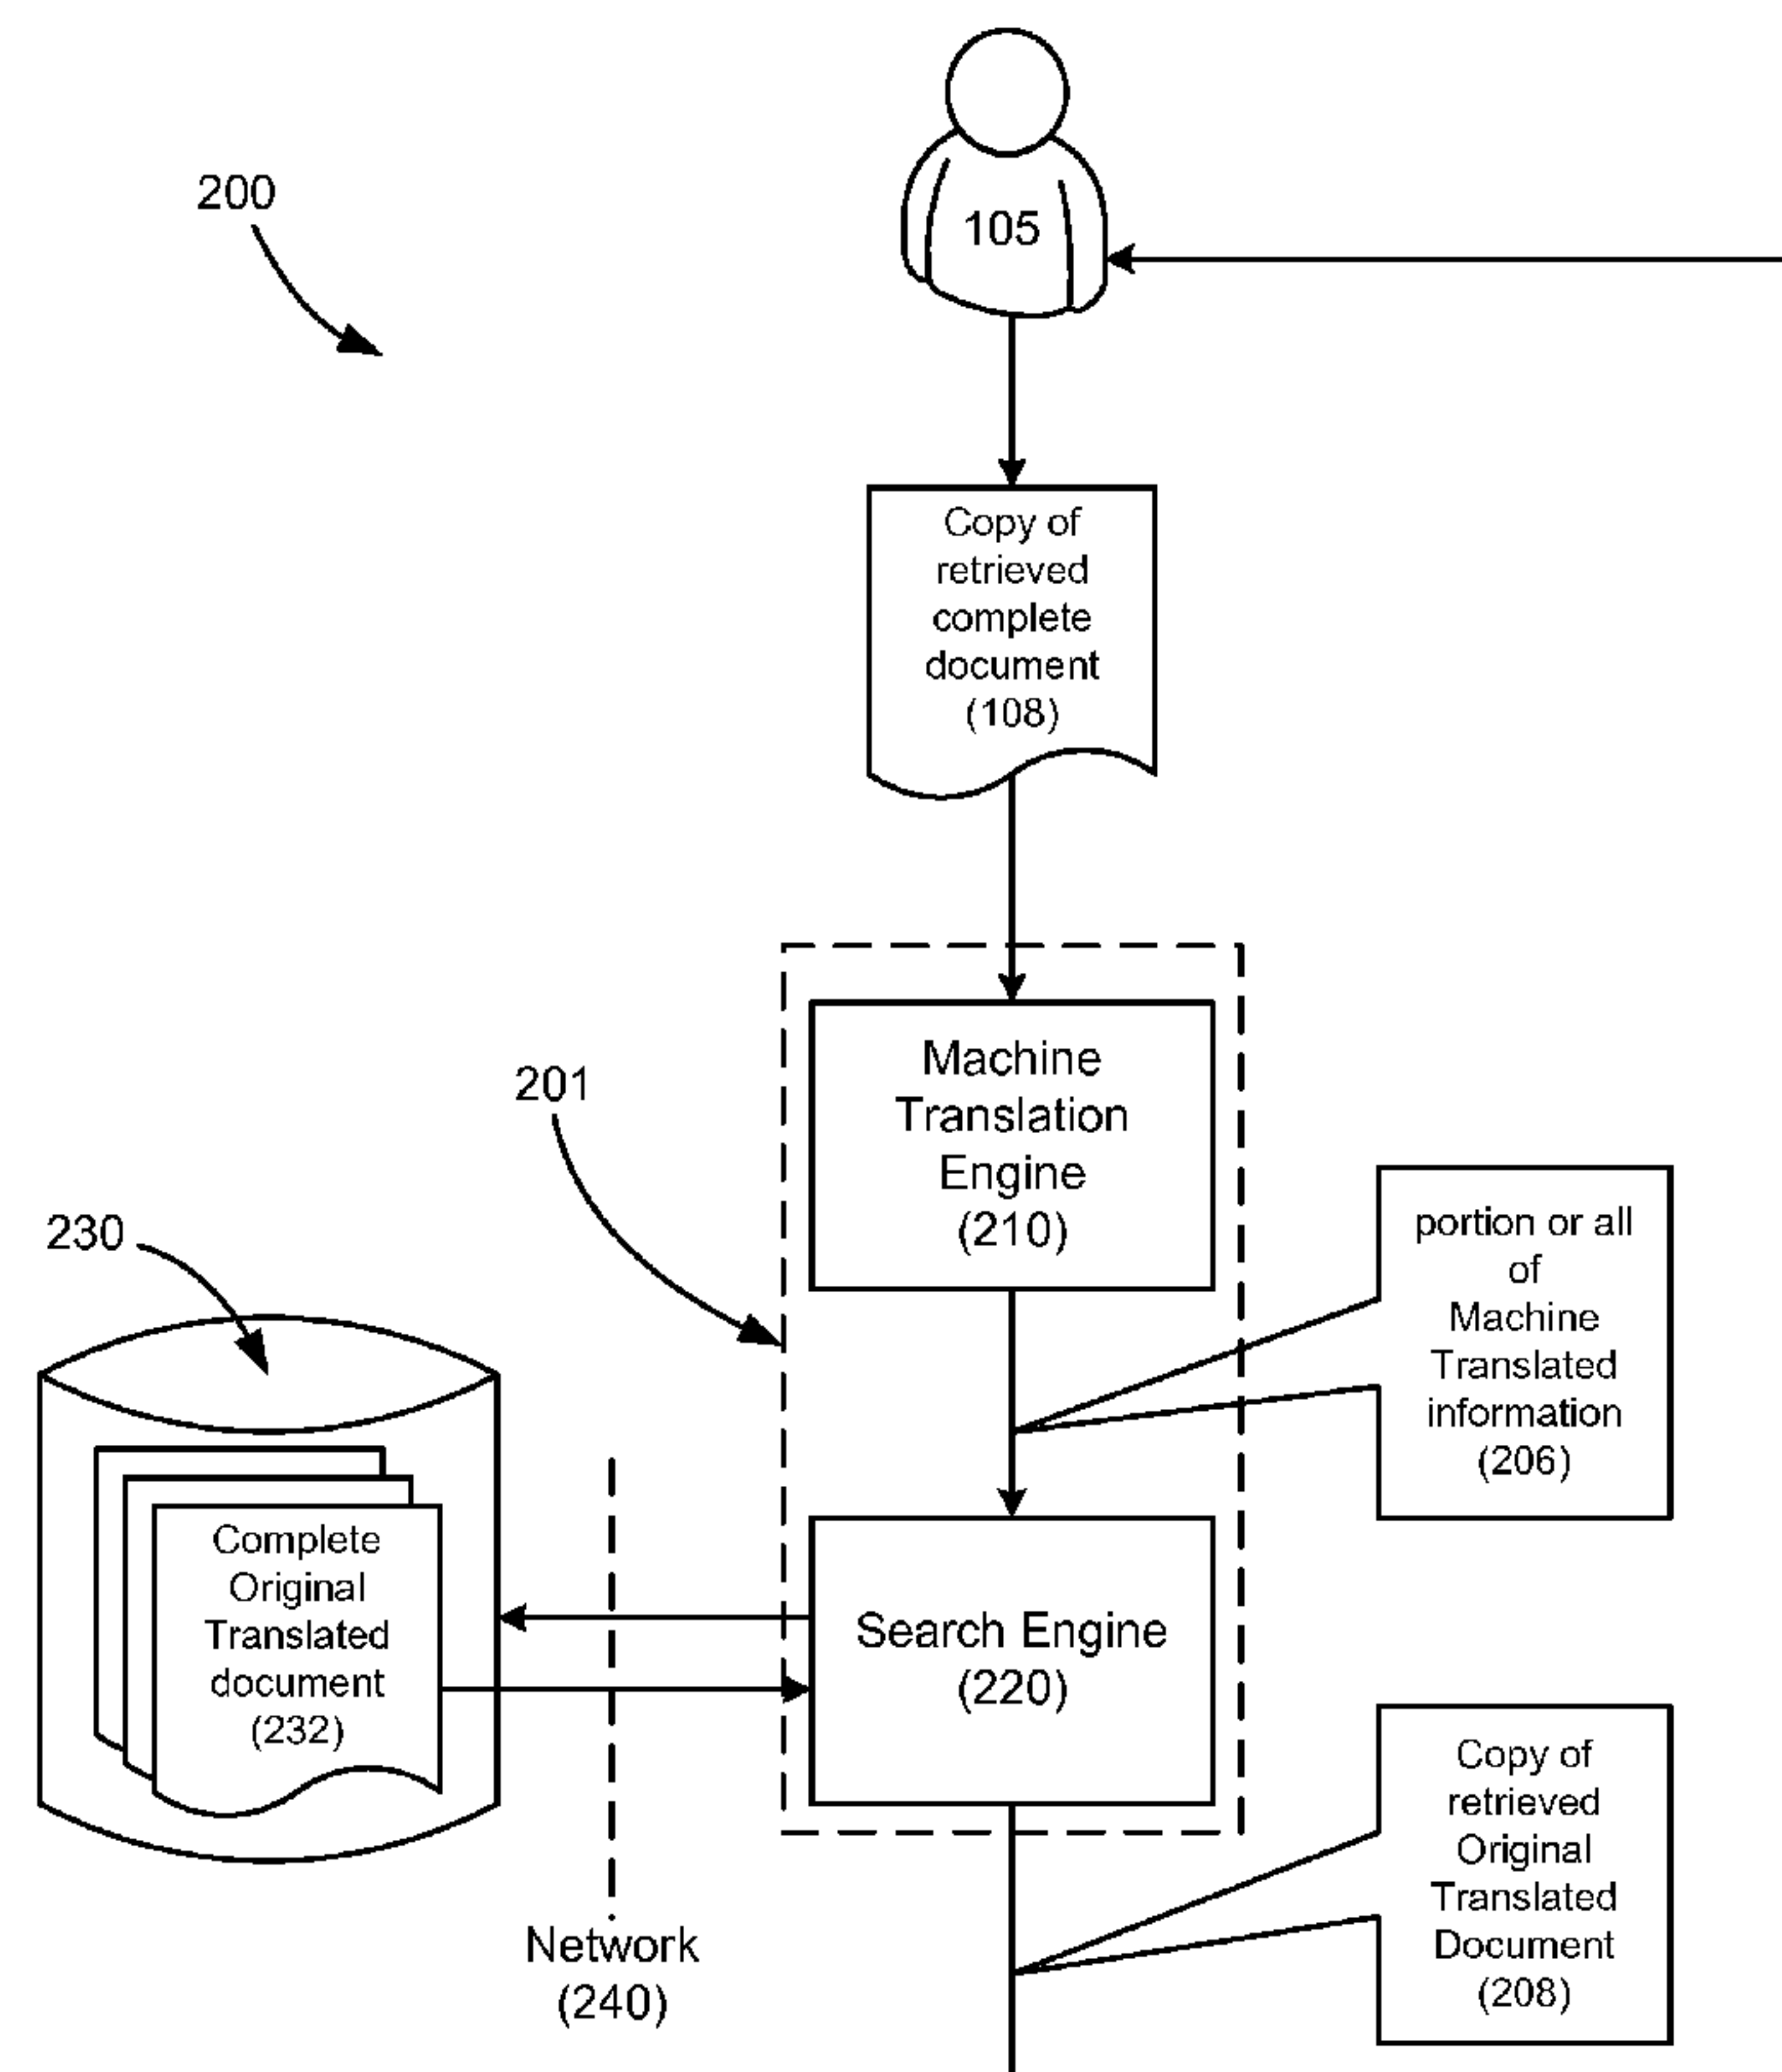 200
105
Copy of
retrieved
complete
document
(108)
201
Machine
Translation
Engine
(210)
230
portion or all
of
Machine
Translated
information
(206)
Complete
Original
Translated
document
(232)
Search Engine
(220)
Network
(240)
Copy of
retrieved
Original
Translated
Document
(208)